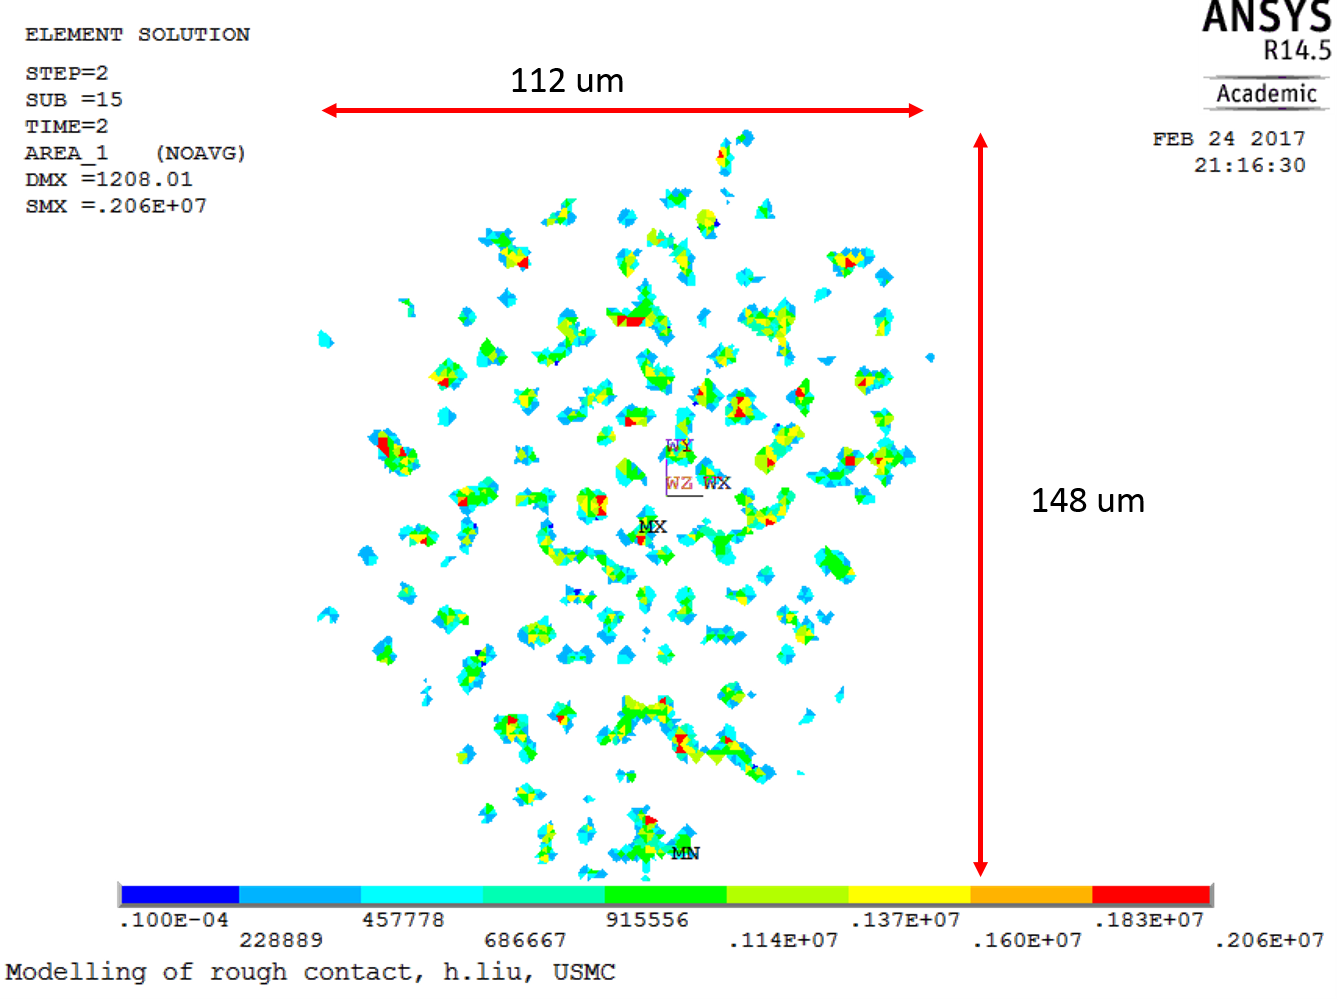 ELEMENT SOLUTION
STEP=2
SUB =15
TIME=2
AREA_1 (NOAVG)
DMX =1208.01
SMX =.206E+07
ANSYS
R14.5
Academic
FEB 24 2017
21:16:30
112 um
148 um
WY
WZ WX
MX
MN
.100E-04 457778 915556 .137E+07 .183E+07
228889 686667 .114E+07 .160E+07 .206E+07
Modelling of rough contact, h.liu, USMC